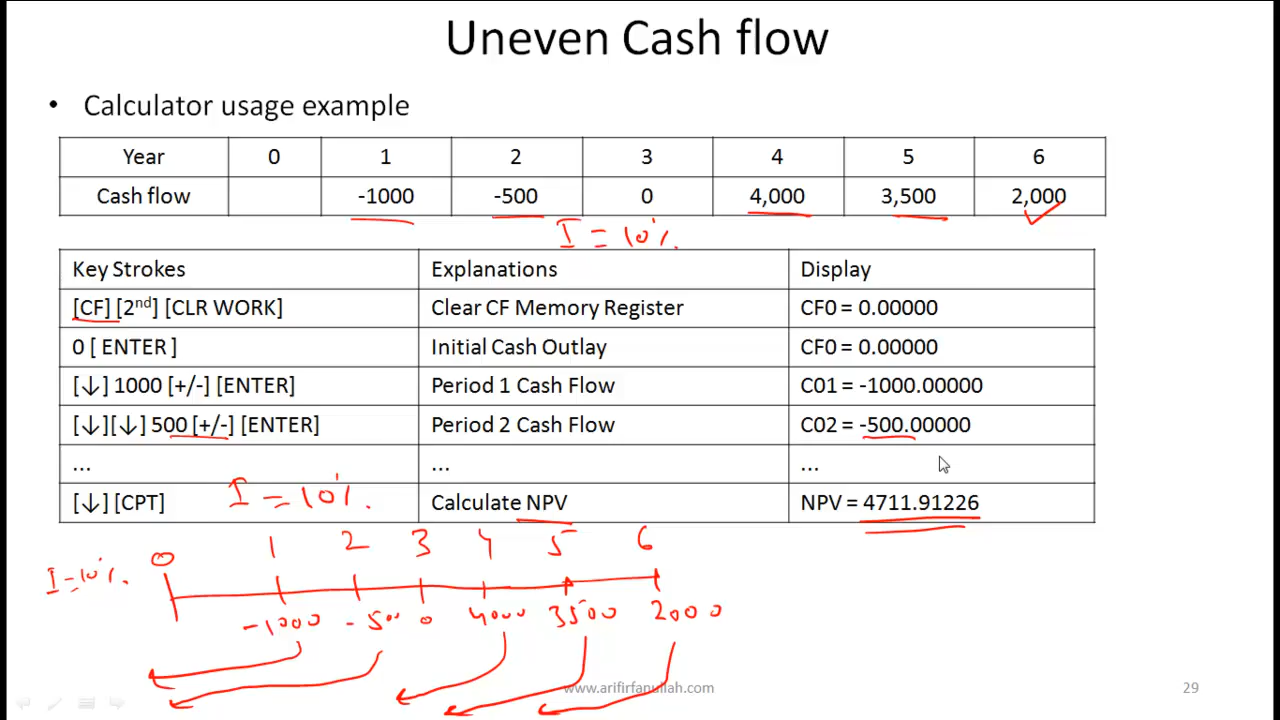 Uneven Cash flow
• Calculator usage example
Year 0 1 2 3 4 5 6
Cash flow -1000 -500 0 4,000 3,500 2,000
I = 10%.
Key Strokes Explanations Display
[CF] [2nd] [CLR WORK] Clear CF Memory Register CF0 = 0.00000
0 [ ENTER ] Initial Cash Outlay CF0 = 0.00000
[↓] 1000 [+/-] [ENTER] Period 1 Cash Flow C01 = -1000.00000
[↓][↓] 500 [+/-] [ENTER] Period 2 Cash Flow C02 = -500.00000
... ... ...
[↓] [CPT] I = 10%. Calculate NPV NPV = 4711.91226
0 1 2 3 4 5 6
I=10%.
-1000 -500 0 4000 3500 2000
www.arifirfanullah.com 29